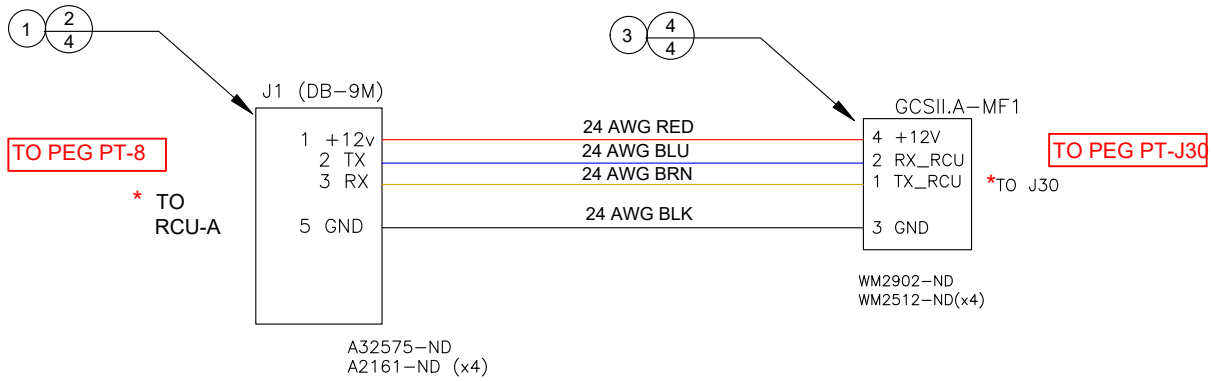 1
2
4
3
4
4
J1 (DB-9M)
GCSII.A-MF1
TO PEG PT-8
* TO
RCU-A
1 +12v
2 TX
3 RX
5 GND
24 AWG RED
24 AWG BLU
24 AWG BRN
24 AWG BLK
4 +12V
2 RX_RCU
1 TX_RCU
3 GND
TO PEG PT-J30
*TO J30
WM2902-ND
WM2512-ND(x4)
A32575-ND
A2161-ND (x4)